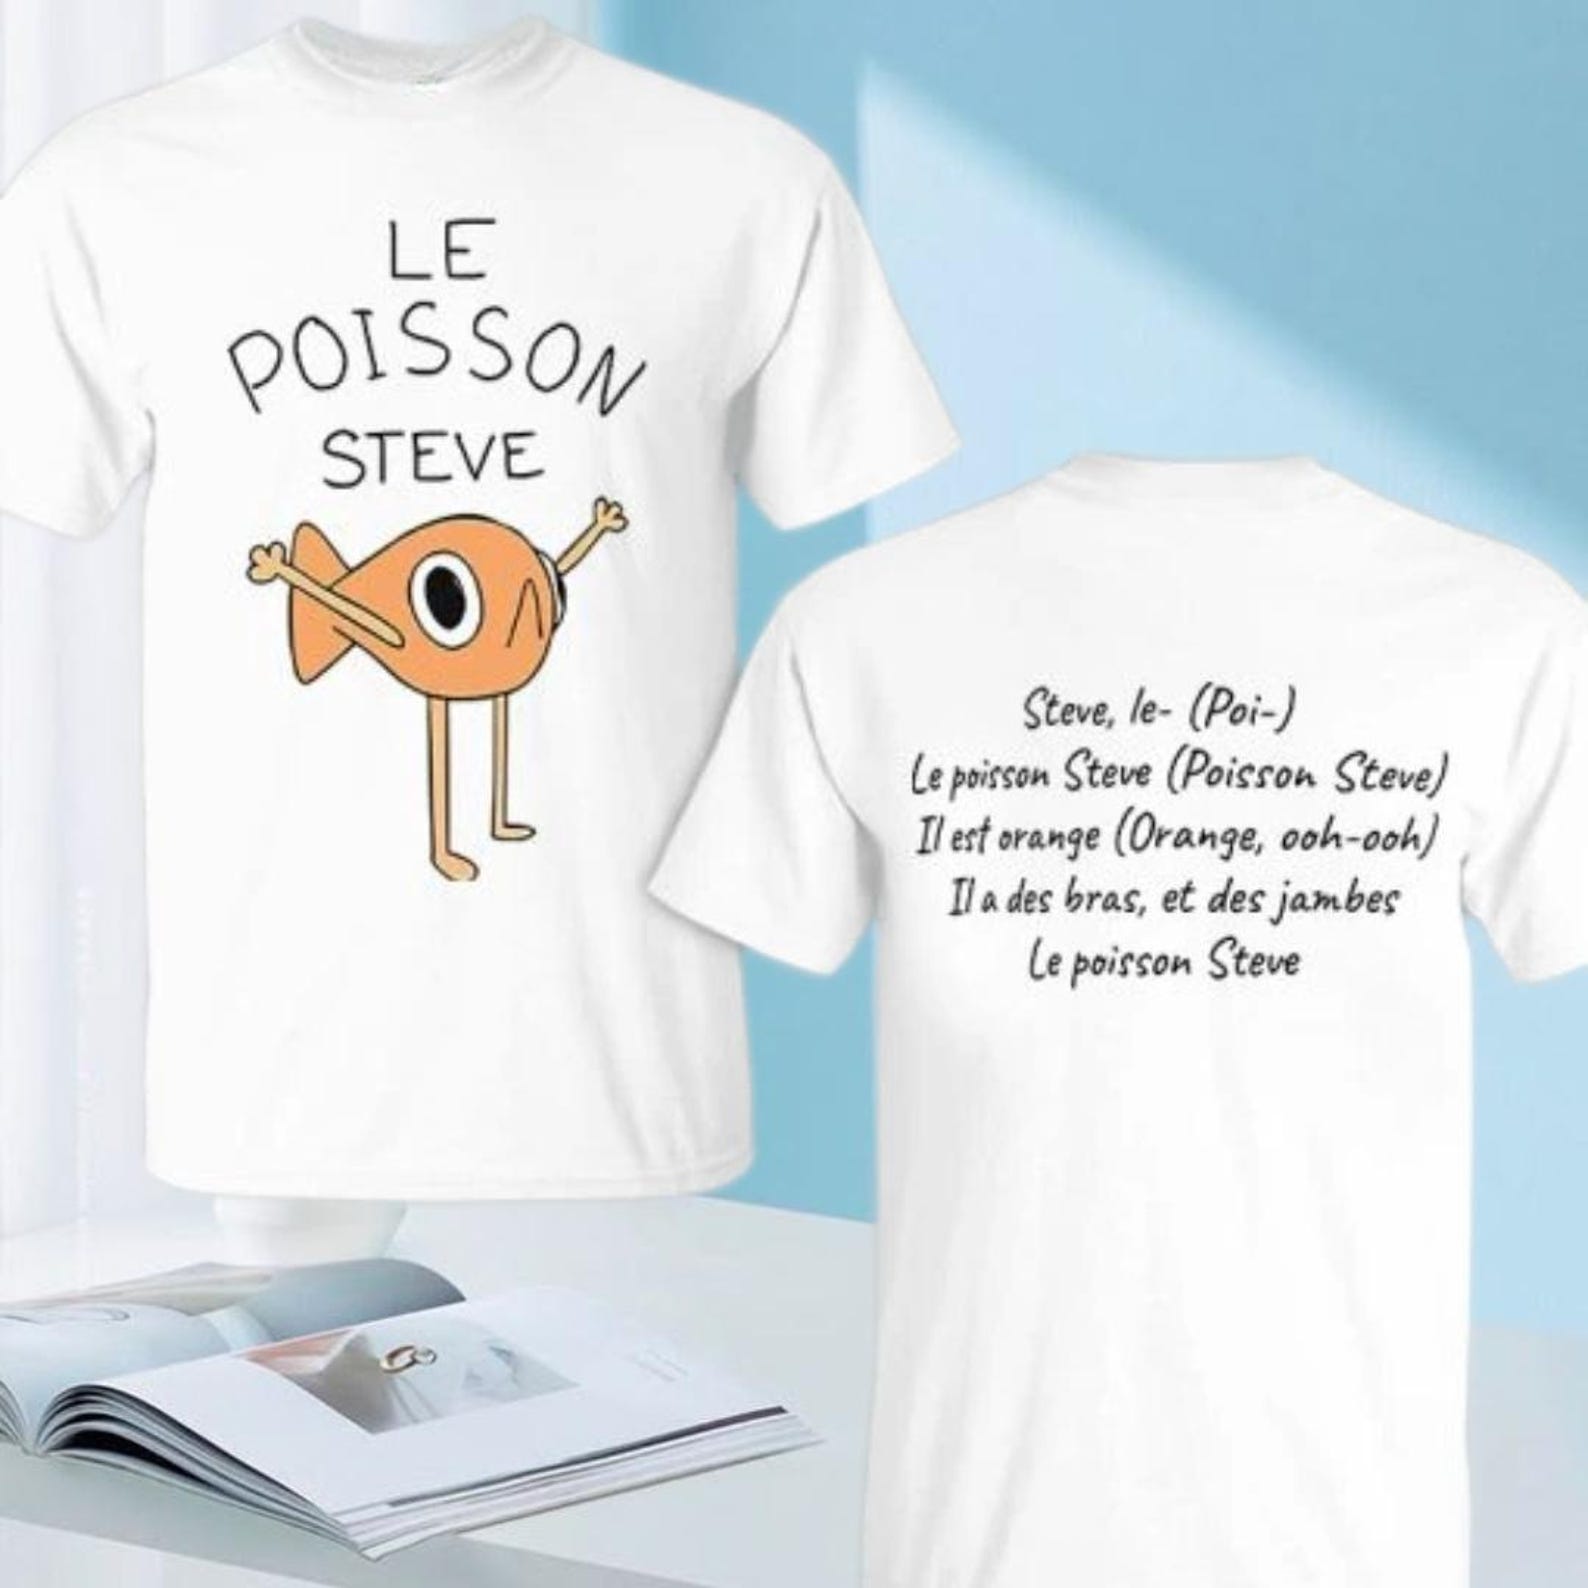 LE
POISSON
STEVE
Steve, le- (Poi-)
Le poisson Steve (Poisson Steve)
Il est orange (Orange, ooh-ooh)
Il a des bras, et des jambes
Le poisson Steve